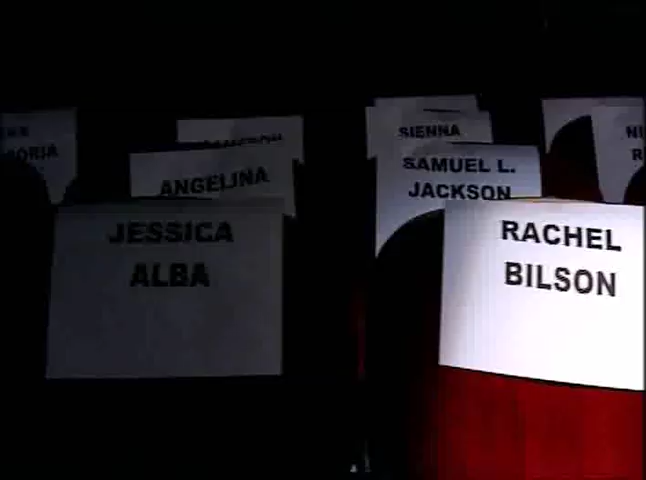 SIENNA
ANGELINA
SAMUEL L.
JACKSON
JESSICA
ALBA
RACHEL
BILSON